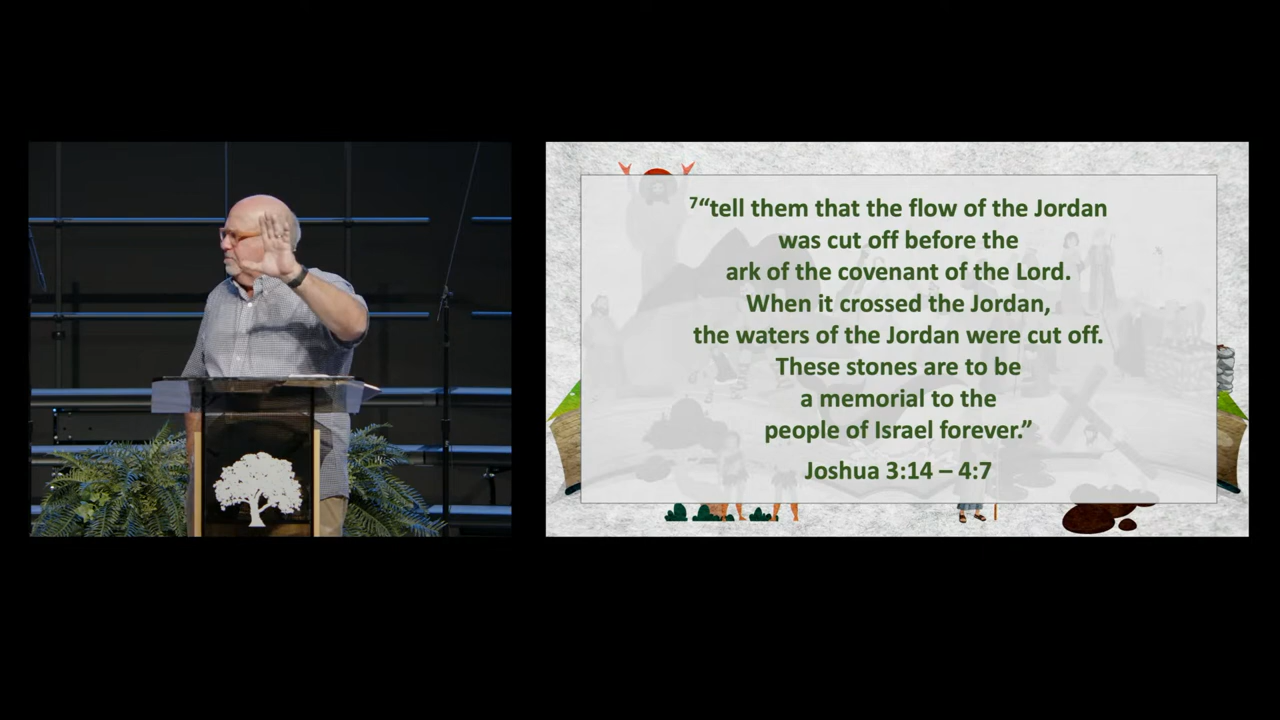 7“tell them that the flow of the Jordan
was cut off before the
ark of the covenant of the Lord.
When it crossed the Jordan,
the waters of the Jordan were cut off.
These stones are to be
a memorial to the
people of Israel forever.”
Joshua 3:14 – 4:7